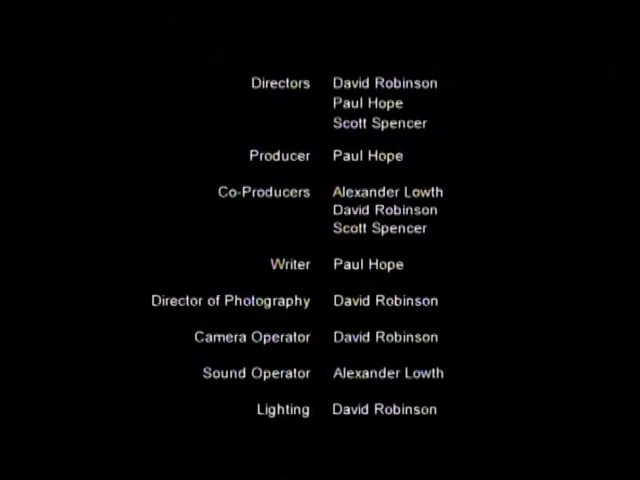 Directors David Robinson
Paul Hope
Scott Spencer
Producer Paul Hope
Co-Producers Alexander Lowth
David Robinson
Scott Spencer
Writer Paul Hope
Director of Photography David Robinson
Camera Operator David Robinson
Sound Operator Alexander Lowth
Lighting David Robinson